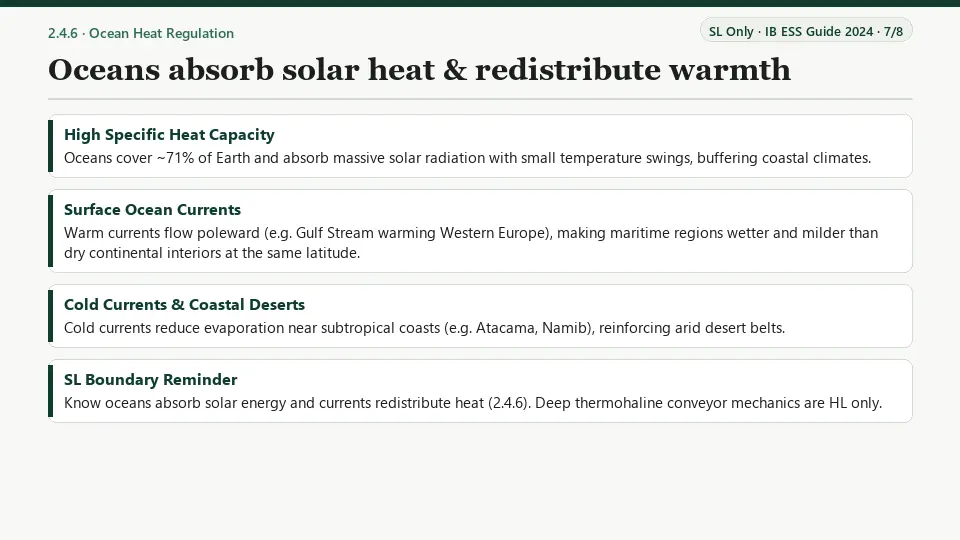 2.4.6 · Ocean Heat Regulation
SL Only · IB ESS Guide 2024 · 7/8
Oceans absorb solar heat & redistribute warmth
High Specific Heat Capacity
Oceans cover ~71% of Earth and absorb massive solar radiation with small temperature swings, buffering coastal climates.
Surface Ocean Currents
Warm currents flow poleward (e.g. Gulf Stream warming Western Europe), making maritime regions wetter and milder than
dry continental interiors at the same latitude.
Cold Currents & Coastal Deserts
Cold currents reduce evaporation near subtropical coasts (e.g. Atacama, Namib), reinforcing arid desert belts.
SL Boundary Reminder
Know oceans absorb solar energy and currents redistribute heat (2.4.6). Deep thermohaline conveyor mechanics are HL only.